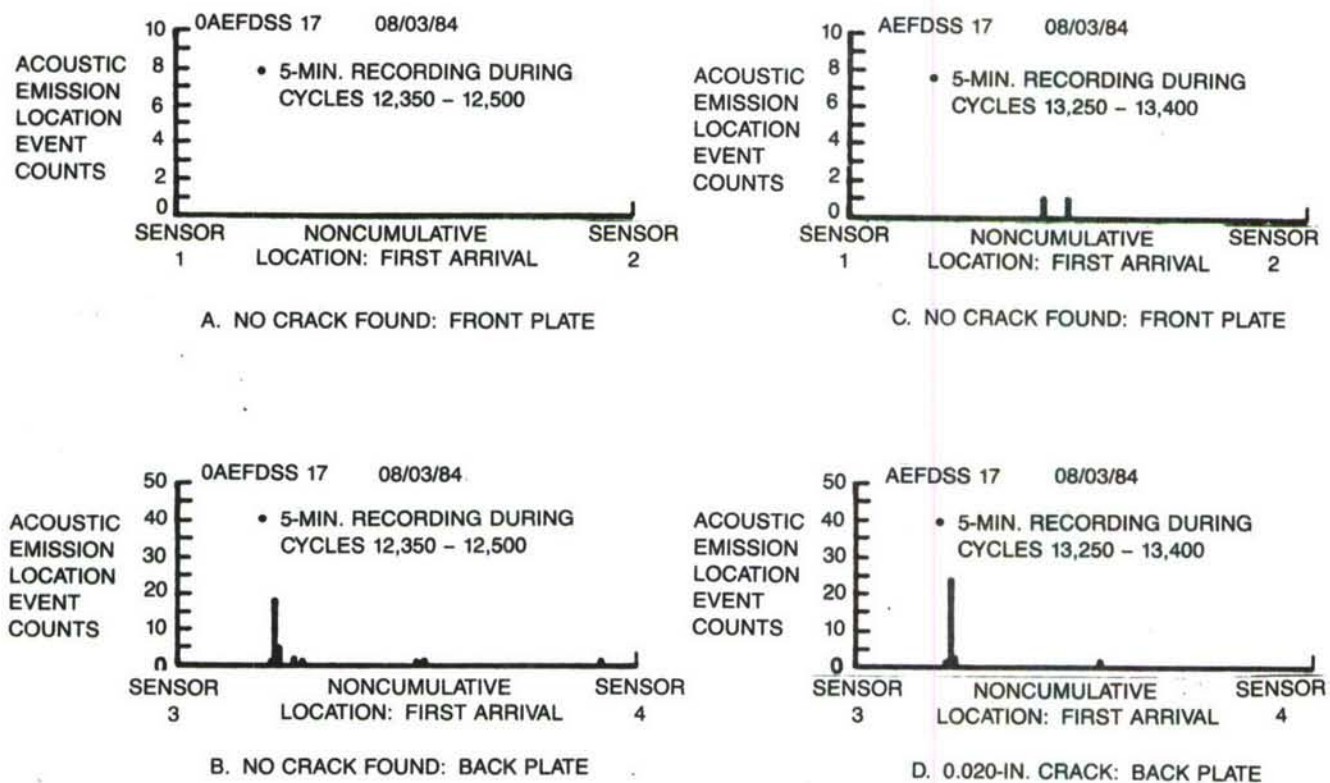 0AEFDSS 17 08/03/84
10
8
6
4
2
0
ACOUSTIC
EMISSION
LOCATION
EVENT
COUNTS
• 5-MIN. RECORDING DURING
CYCLES 12,350 – 12,500
SENSOR NONCUMULATIVE SENSOR
1 LOCATION: FIRST ARRIVAL 2
A. NO CRACK FOUND: FRONT PLATE
AEFDSS 17 08/03/84
10
8
6
4
2
0
ACOUSTIC
EMISSION
LOCATION
EVENT
COUNTS
• 5-MIN. RECORDING DURING
CYCLES 13,250 – 13,400
SENSOR NONCUMULATIVE SENSOR
1 LOCATION: FIRST ARRIVAL 2
C. NO CRACK FOUND: FRONT PLATE
0AEFDSS 17 08/03/84
50
40
30
20
10
0
ACOUSTIC
EMISSION
LOCATION
EVENT
COUNTS
• 5-MIN. RECORDING DURING
CYCLES 12,350 – 12,500
SENSOR NONCUMULATIVE SENSOR
3 LOCATION: FIRST ARRIVAL 4
B. NO CRACK FOUND: BACK PLATE
AEFDSS 17 08/03/84
50
40
30
20
10
0
ACOUSTIC
EMISSION
LOCATION
EVENT
COUNTS
• 5-MIN. RECORDING DURING
CYCLES 13,250 – 13,400
SENSOR NONCUMULATIVE SENSOR
3 LOCATION: FIRST ARRIVAL 4
D. 0.020-IN. CRACK: BACK PLATE